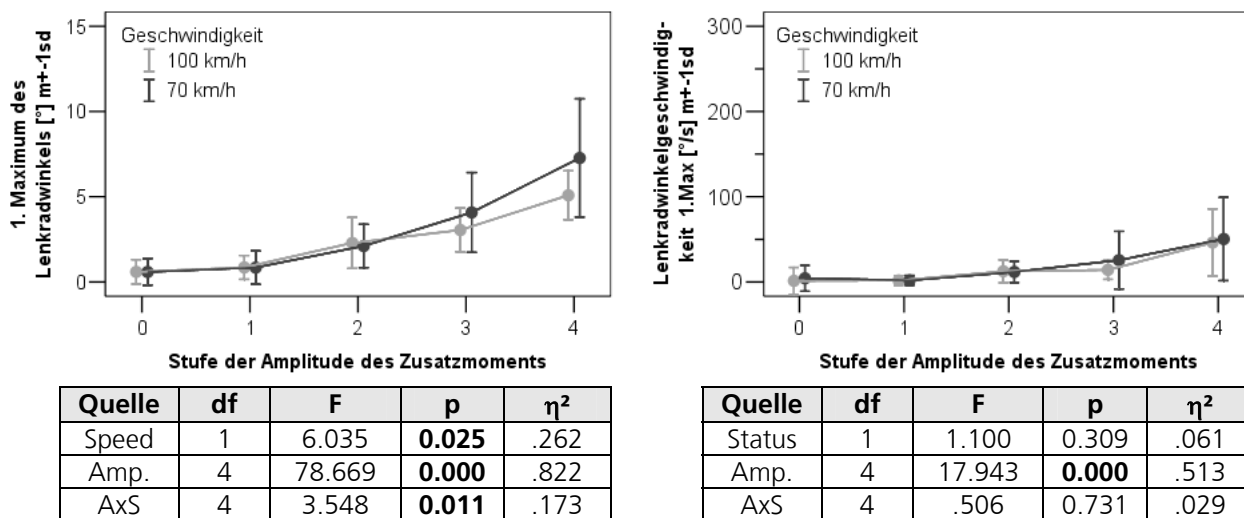 1. Maximum des
Lenkradwinkels [°] m+-1sd
15
10
5
0
Geschwindigkeit
100 km/h
70 km/h
0 1 2 3 4
Stufe der Amplitude des Zusatzmoments
Quelle df F p η²
Speed 1 6.035 0.025 .262
Amp. 4 78.669 0.000 .822
AxS 4 3.548 0.011 .173
Lenkradwinkelgeschwindig-
keit 1.Max [°/s] m+-1sd
300
200
100
0
Geschwindigkeit
100 km/h
70 km/h
0 1 2 3 4
Stufe der Amplitude des Zusatzmoments
Quelle df F p η²
Status 1 1.100 0.309 .061
Amp. 4 17.943 0.000 .513
AxS 4 .506 0.731 .029